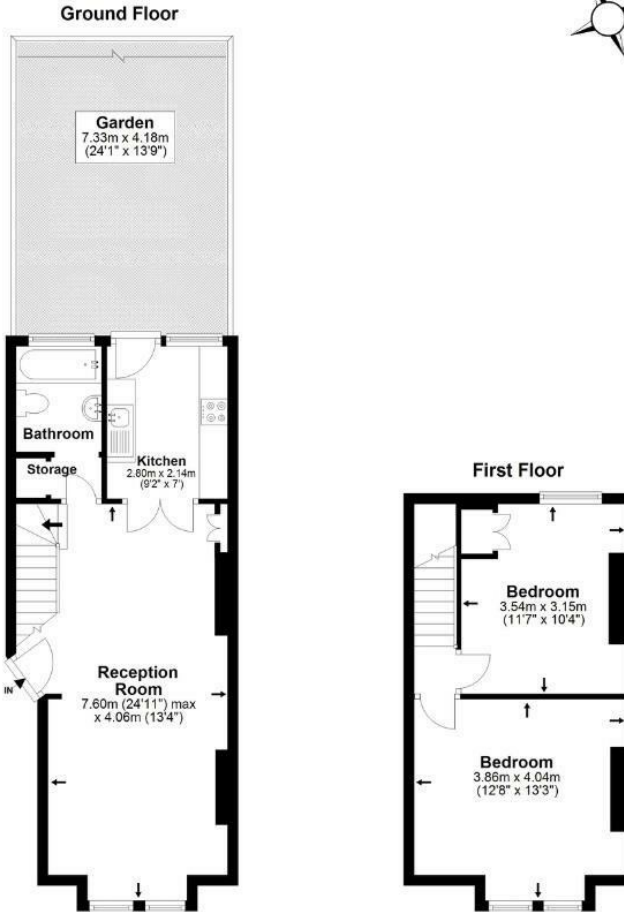 Ground Floor
Garden
7.33m x 4.18m
(24'1" x 13'9")
Bathroom
Storage
Kitchen
2.80m x 2.14m
(9'2" x 7')
IN
Reception
Room
7.60m (24'11") max
x 4.06m (13'4")
First Floor
Bedroom
3.54m x 3.15m
(11'7" x 10'4")
Bedroom
3.86m x 4.04m
(12'8" x 13'3")